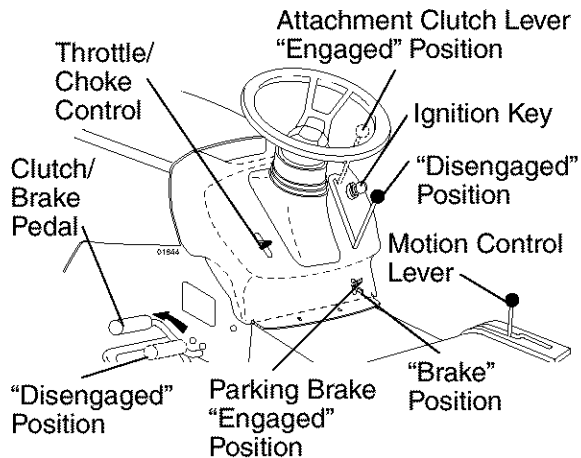 Attachment Clutch Lever
“Engaged” Position
Throttle/
Choke
Control
Ignition Key
Clutch/
Brake
Pedal
“Disengaged”
Position
01844
Motion Control
Lever
“Disengaged”
Position
Parking Brake
“Engaged”
Position
“Brake”
Position